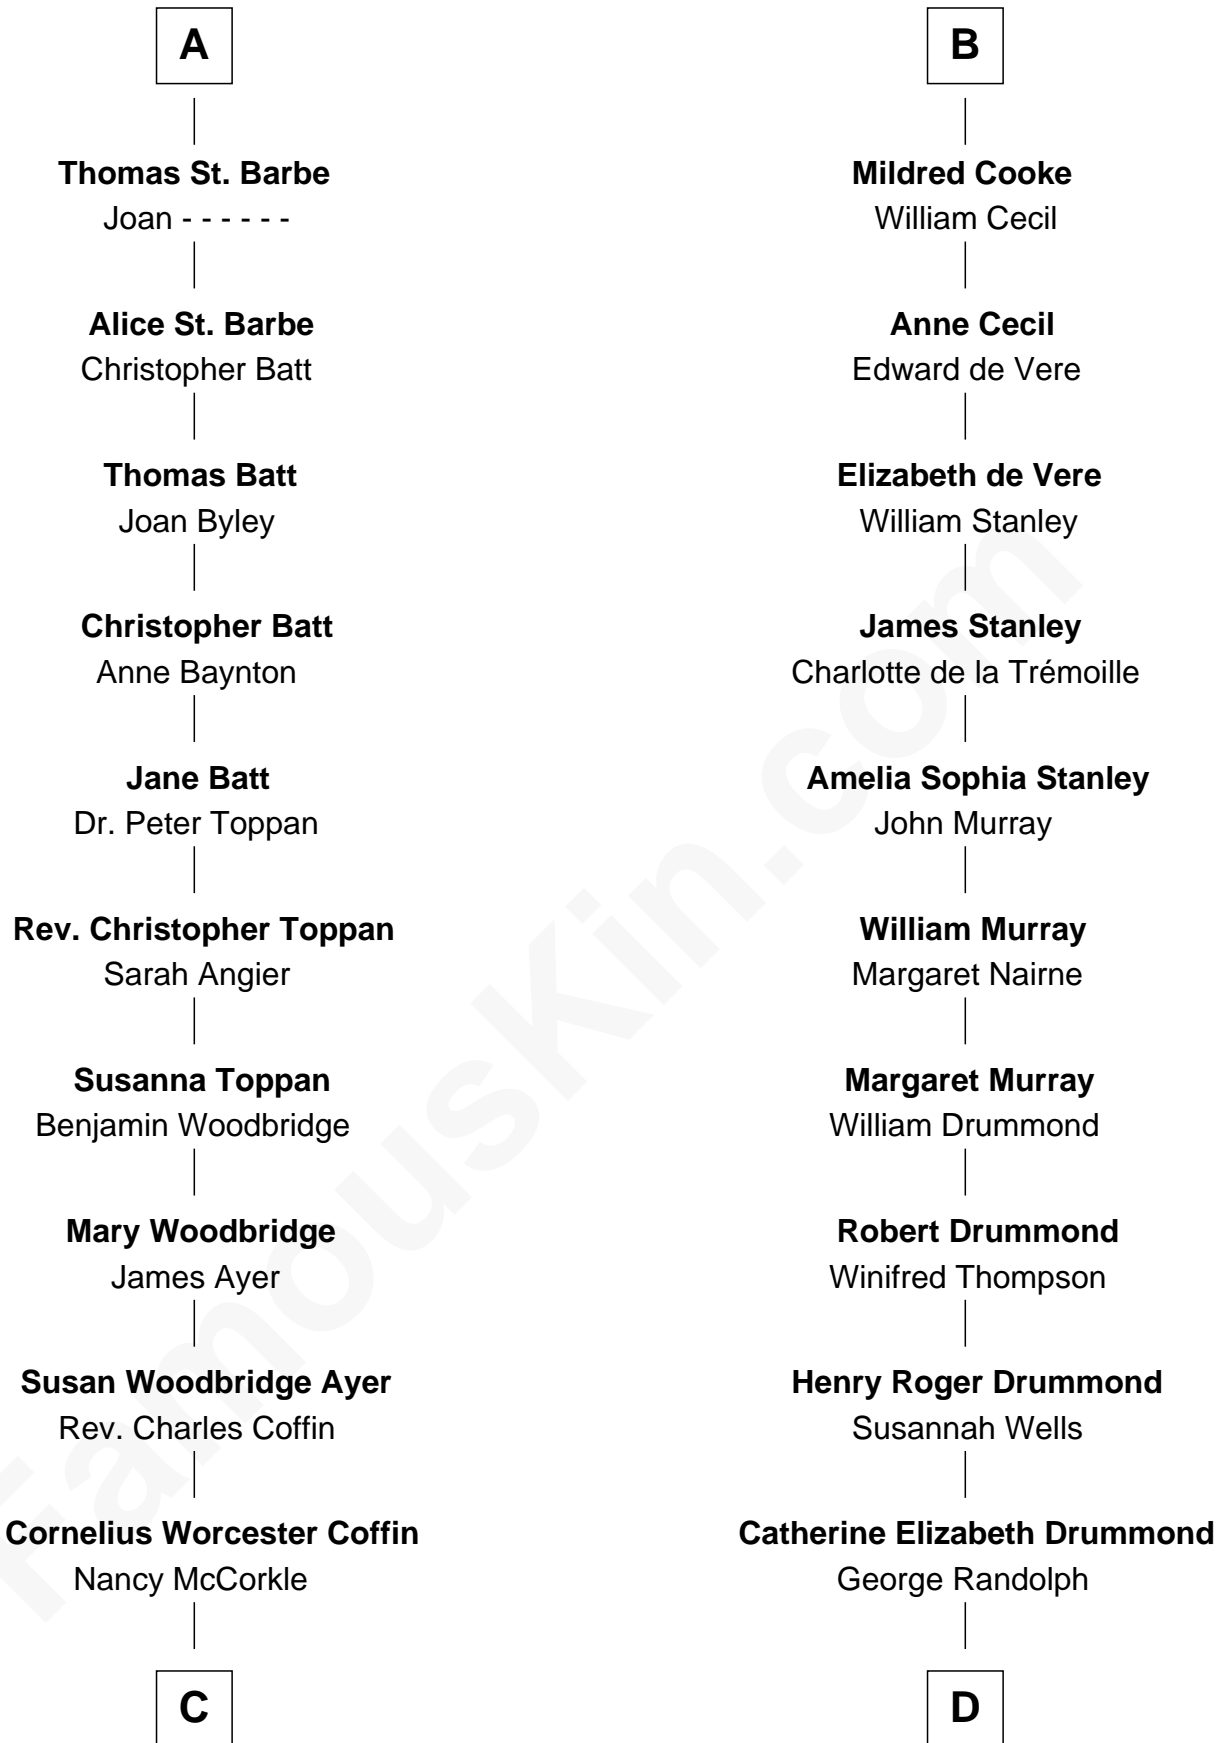 A
Thomas St. Barbe
Joan - - - - - -
Alice St. Barbe
Christopher Batt
Thomas Batt
Joan Byley
Christopher Batt
Anne Baynton
Jane Batt
Dr. Peter Toppan
Rev. Christopher Toppan
Sarah Angier
Susanna Toppan
Benjamin Woodbridge
Mary Woodbridge
James Ayer
Susan Woodbridge Ayer
Rev. Charles Coffin
Cornelius Worcester Coffin
Nancy McCorkle
C
B
Mildred Cooke
William Cecil
Anne Cecil
Edward de Vere
Elizabeth de Vere
William Stanley
James Stanley
Charlotte de la Trémoille
Amelia Sophia Stanley
John Murray
William Murray
Margaret Nairne
Margaret Murray
William Drummond
Robert Drummond
Winifred Thompson
Henry Roger Drummond
Susannah Wells
Catherine Elizabeth Drummond
George Randolph
D
FamousKin.com